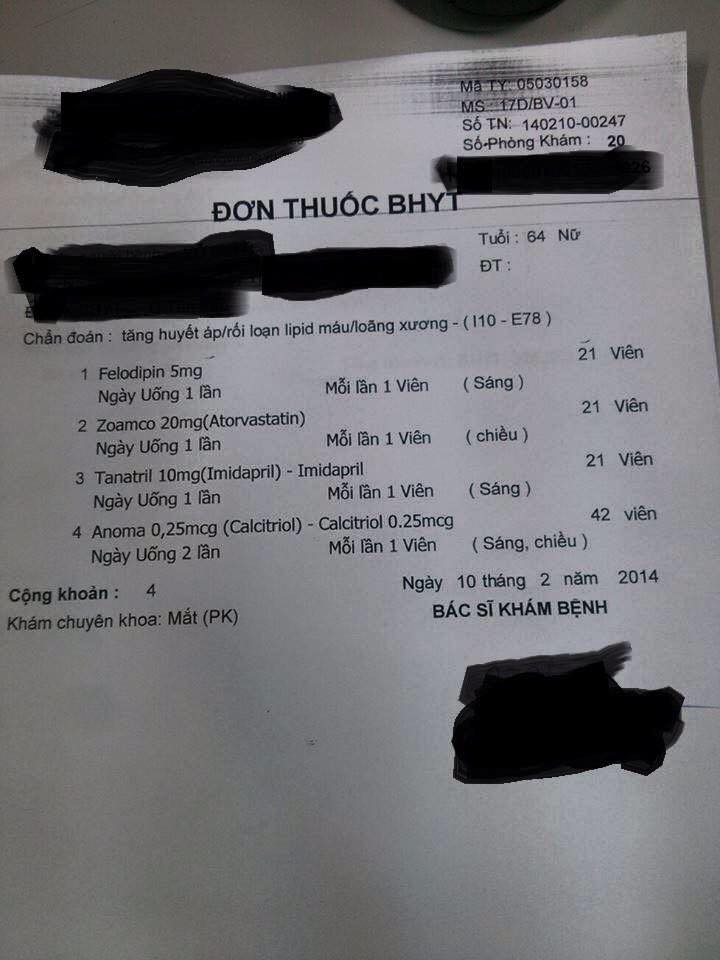 Mã TY: 05030158
MS: 17D/BV-01
Số TN: 140210-00247
Số Phòng Khám : 20
ĐƠN THUỐC BHYT
Tuổi : 64 Nữ
ĐT :
Chẩn đoán : tăng huyết áp/rối loạn lipid máu/loãng xương - ( I10 - E78 )
1 Felodipin 5mg 21 Viên
Ngày Uống 1 lần Mỗi lần 1 Viên ( Sáng )
2 Zoamco 20mg(Atorvastatin) 21 Viên
Ngày Uống 1 lần Mỗi lần 1 Viên ( chiều )
3 Tanatril 10mg(Imidapril) - Imidapril 21 Viên
Ngày Uống 1 lần Mỗi lần 1 Viên ( Sáng )
4 Anoma 0,25mcg (Calcitriol) - Calcitriol 0.25mcg 42 viên
Ngày Uống 2 lần Mỗi lần 1 Viên ( Sáng, chiều )
Cộng khoản : 4 Ngày 10 tháng 2 năm 2014
Khám chuyên khoa: Mắt (PK) BÁC SĨ KHÁM BỆNH